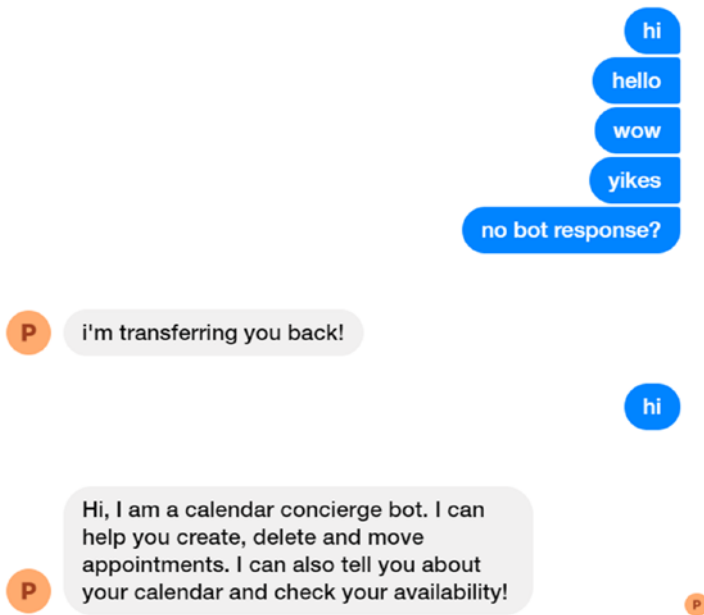 hi
hello
wow
yikes
no bot response?
P
i'm transferring you back!
hi
Hi, I am a calendar concierge bot. I can
help you create, delete and move
appointments. I can also tell you about
P
your calendar and check your availability!
P